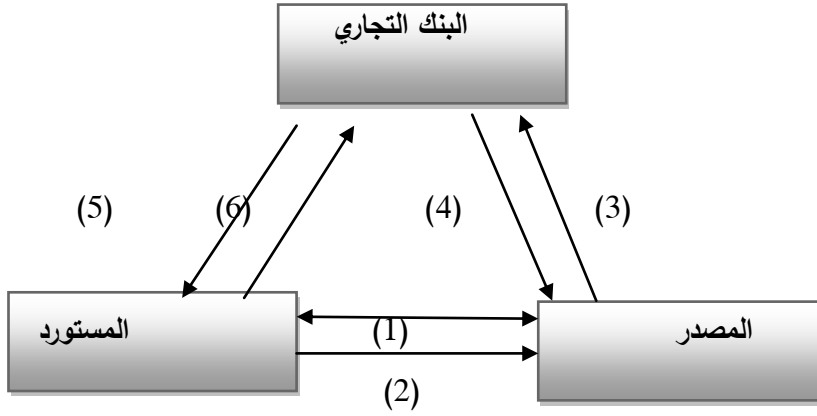 البنك التجاري
(5) (6) (4) (3)
المستورد (1) المصدر
(2)